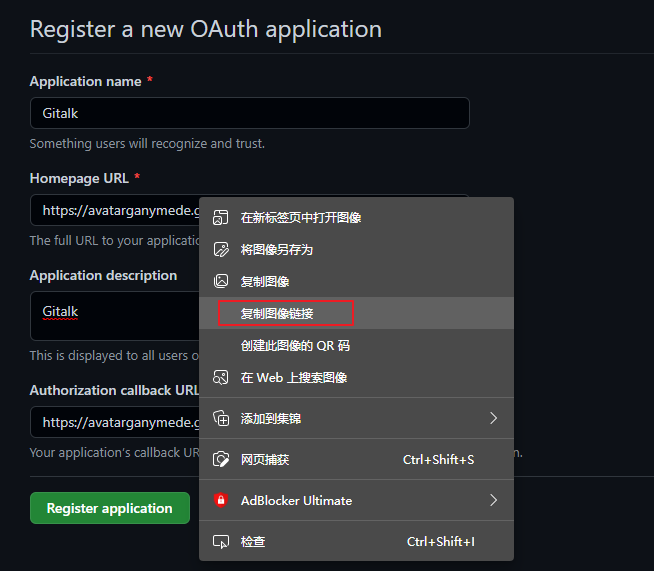 Register a new OAuth application
Application name *
Gitalk
Something users will recognize and trust.
Homepage URL *
https://avatarganymede.g
The full URL to your applicatio
Application description
Gitalk
This is displayed to all users o
Authorization callback URL
https://avatarganymede.g
Your application's callback UR
n.
Register application
在新标签页中打开图像
将图像另存为
复制图像
复制图像链接
创建此图像的 QR 码
在 Web 上搜索图像
添加到集锦
网页捕获 Ctrl+Shift+S
AdBlocker Ultimate
检查 Ctrl+Shift+I